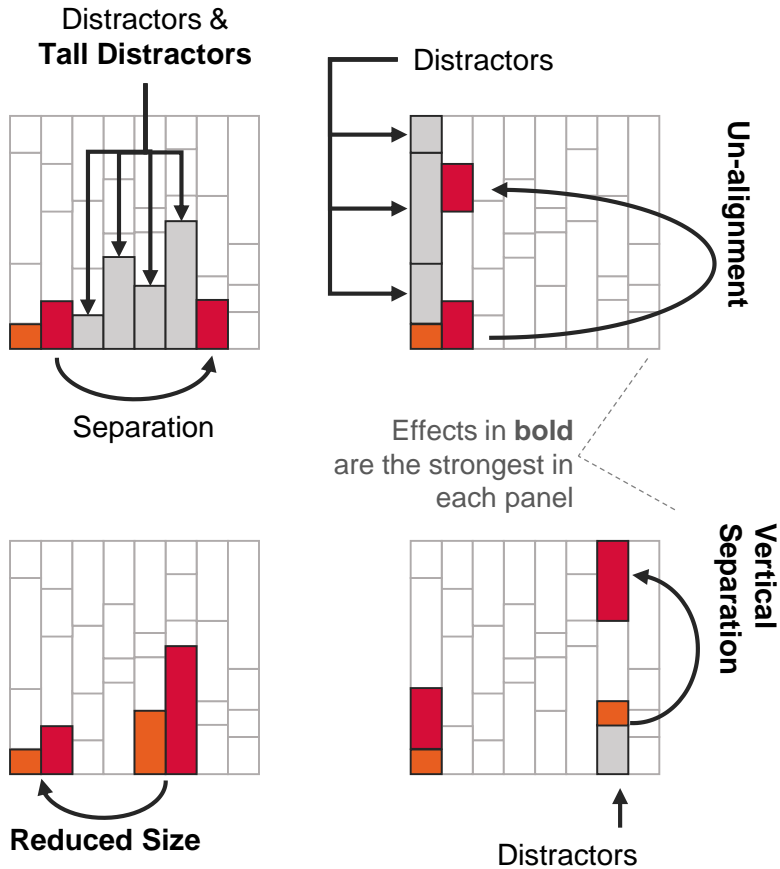 Distractors &
Tall Distractors
Distractors
Un-alignment
Separation
Effects in bold
are the strongest in
each panel
Vertical
Separation
Reduced Size
Distractors